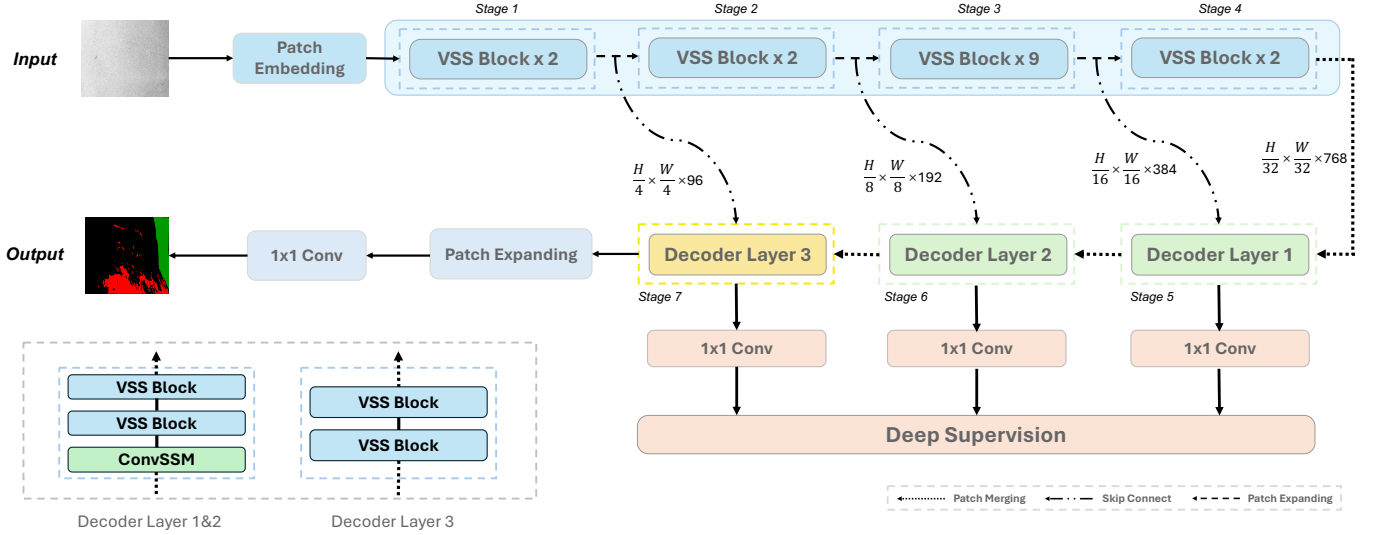 Stage 1
Stage 2
Stage 3
Stage 4
Input
Patch
Embedding
VSS Block x 2
VSS Block x 2
VSS Block x 9
VSS Block x 2
H/4 × W/4 ×96
H/8 × W/8 ×192
H/16 × W/16 ×384
H/32 × W/32 ×768
Output
1x1 Conv
Patch Expanding
Decoder Layer 3
Decoder Layer 2
Decoder Layer 1
Stage 7
Stage 6
Stage 5
1x1 Conv
1x1 Conv
1x1 Conv
Deep Supervision
VSS Block
VSS Block
ConvSSM
VSS Block
VSS Block
Decoder Layer 1&2
Decoder Layer 3
Patch Merging
Skip Connect
Patch Expanding